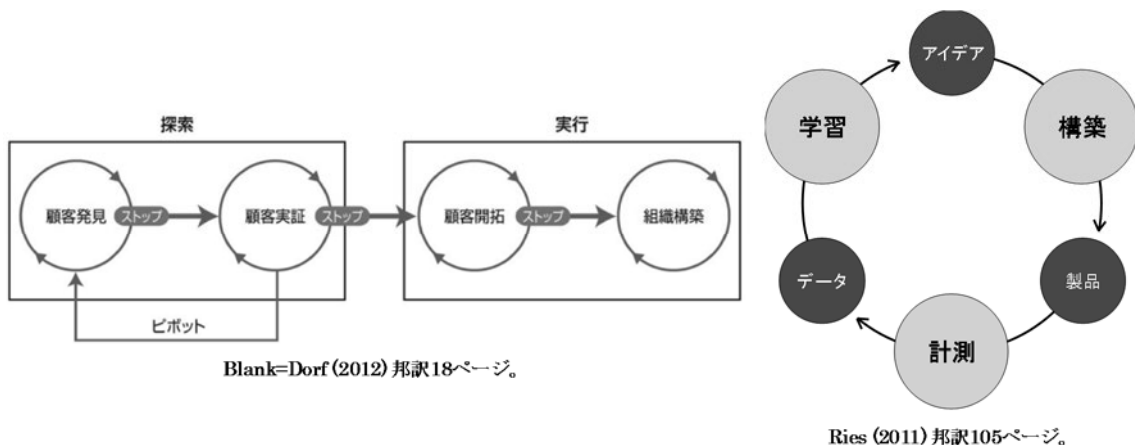 探索
顧客発見
ストップ
顧客実証
ストップ
ピボット
実行
顧客開拓
ストップ
組織構築
Blank=Dorf (2012) 邦訳18ページ。
アイデア
構築
製品
計測
データ
学習
Ries (2011) 邦訳105ページ。